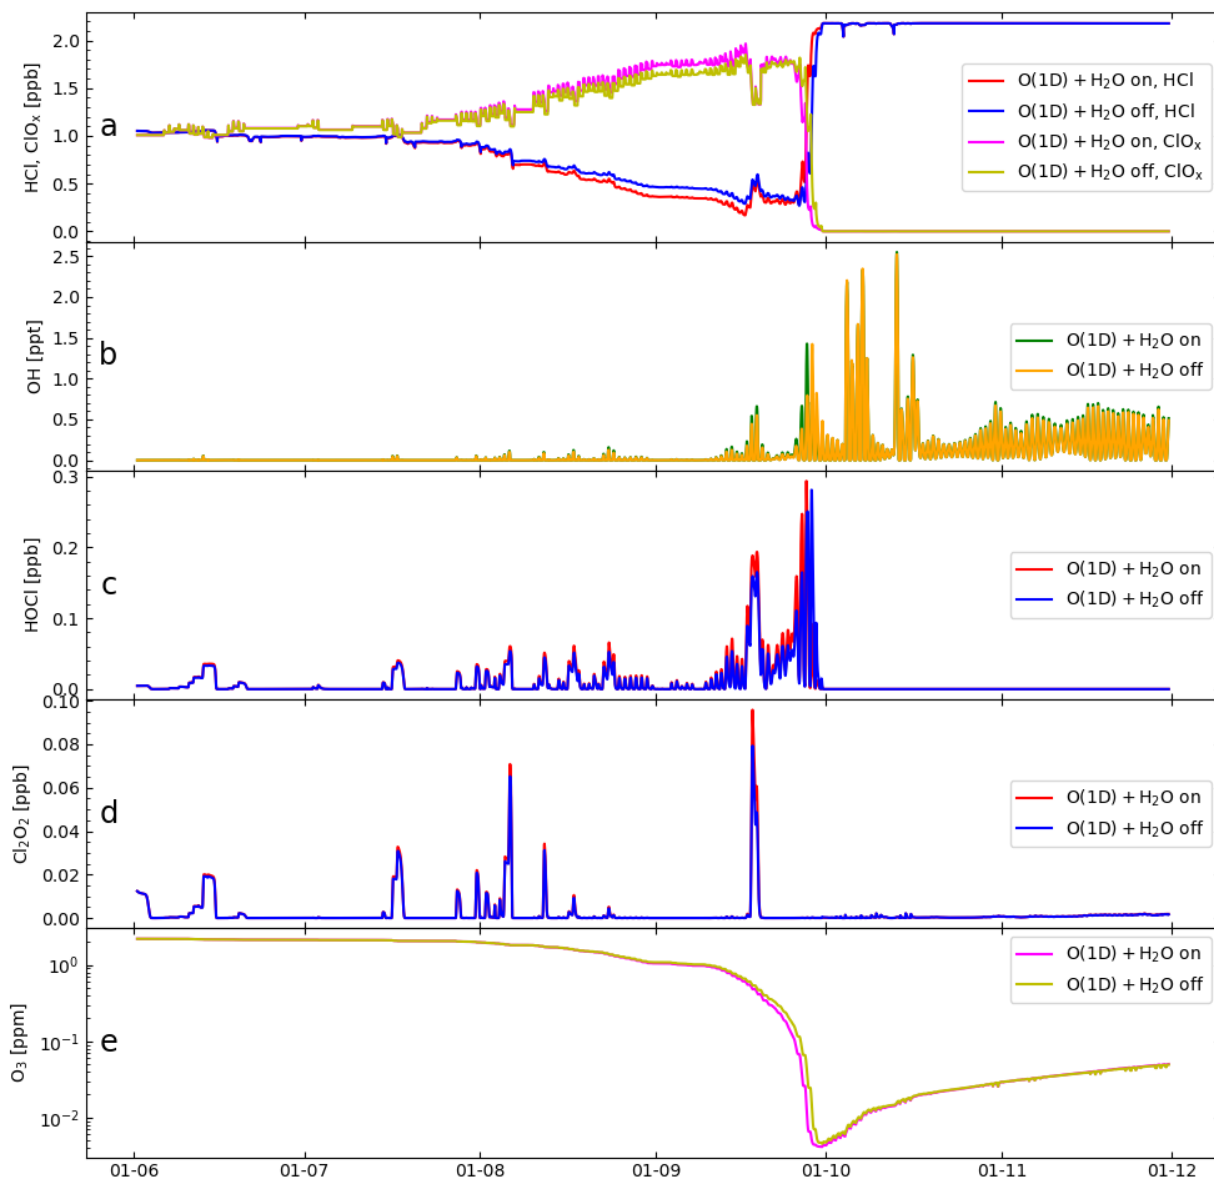 HCl, ClOₓ [ppb]
2.0
1.5
1.0
0.5
0.0
a
O(1D) + H₂O on, HCl
O(1D) + H₂O off, HCl
O(1D) + H₂O on, ClOₓ
O(1D) + H₂O off, ClOₓ
OH [ppt]
2.5
2.0
1.5
1.0
0.5
0.0
b
O(1D) + H₂O on
O(1D) + H₂O off
HOCl [ppb]
0.3
0.2
0.1
0.0
c
O(1D) + H₂O on
O(1D) + H₂O off
Cl₂O₂ [ppb]
0.10
0.08
0.06
0.04
0.02
0.00
d
O(1D) + H₂O on
O(1D) + H₂O off
O₃ [ppm]
10⁰
10⁻¹
10⁻²
e
O(1D) + H₂O on
O(1D) + H₂O off
01-06 01-07 01-08 01-09 01-10 01-11 01-12